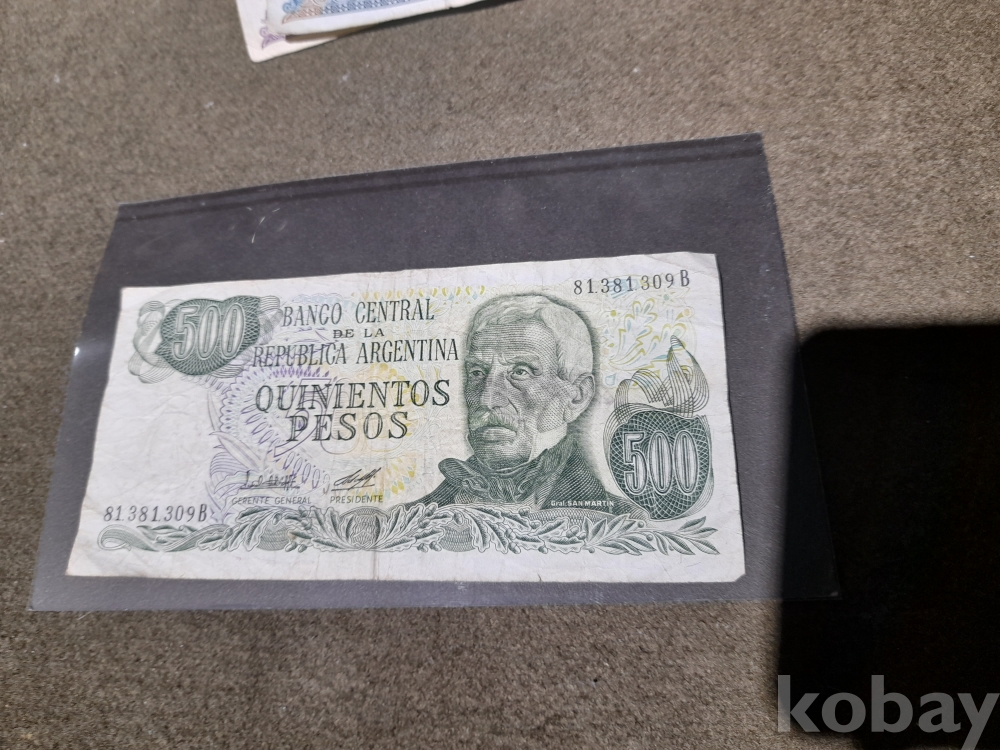 81.381.309 B
500
BANCO CENTRAL
DE LA
REPUBLICA ARGENTINA
QUINIENTOS
PESOS
500
GERENTE GENERAL PRESIDENTE
Gral. SAN MARTIN
81.381.309 B
kobay